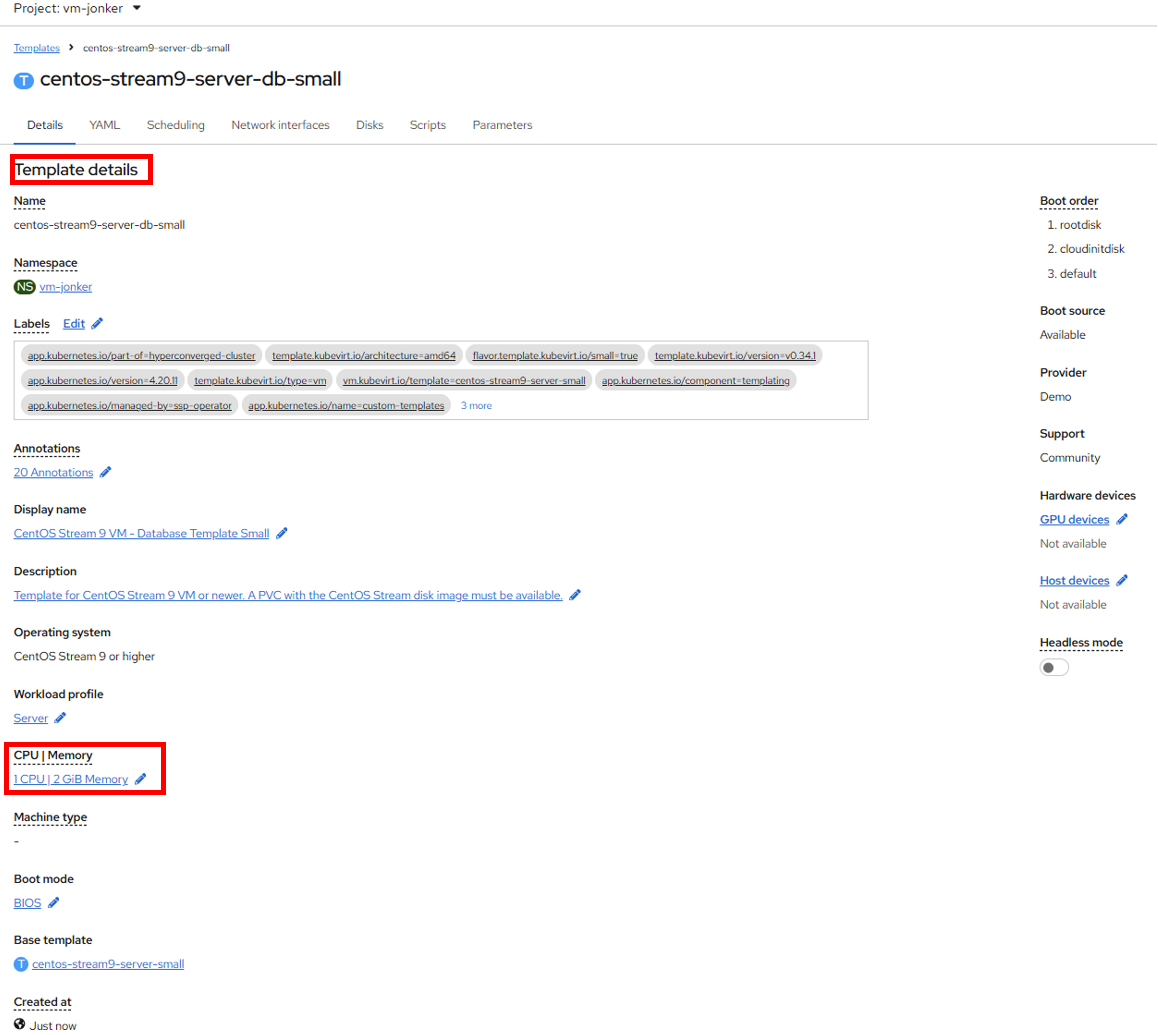 Project: vm-jonker
Templates > centos-stream9-server-db-small
T centos-stream9-server-db-small
Details YAML Scheduling Network interfaces Disks Scripts Parameters
Template details
Name
centos-stream9-server-db-small
Namespace
NS vm-jonker
Labels Edit
app.kubernetes.io/part-of=hyperconverged-cluster template.kubevirt.io/architecture=amd64 flavor.template.kubevirt.io/small=true template.kubevirt.io/version=v0.34.1
app.kubernetes.io/version=4.20.11 template.kubevirt.io/type=vm vm.kubevirt.io/template=centos-stream9-server-small app.kubernetes.io/component=templating
app.kubernetes.io/managed-by=ssp-operator app.kubernetes.io/name=custom-templates 3 more
Annotations
20 Annotations
Display name
CentOS Stream 9 VM - Database Template Small
Description
Template for CentOS Stream 9 VM or newer. A PVC with the CentOS Stream disk image must be available.
Operating system
CentOS Stream 9 or higher
Workload profile
Server
CPU | Memory
1 CPU | 2 GiB Memory
Machine type
-
Boot mode
BIOS
Base template
T centos-stream9-server-small
Created at
Just now
Boot order
1. rootdisk
2. cloudinitdisk
3. default
Boot source
Available
Provider
Demo
Support
Community
Hardware devices
GPU devices
Not available
Host devices
Not available
Headless mode